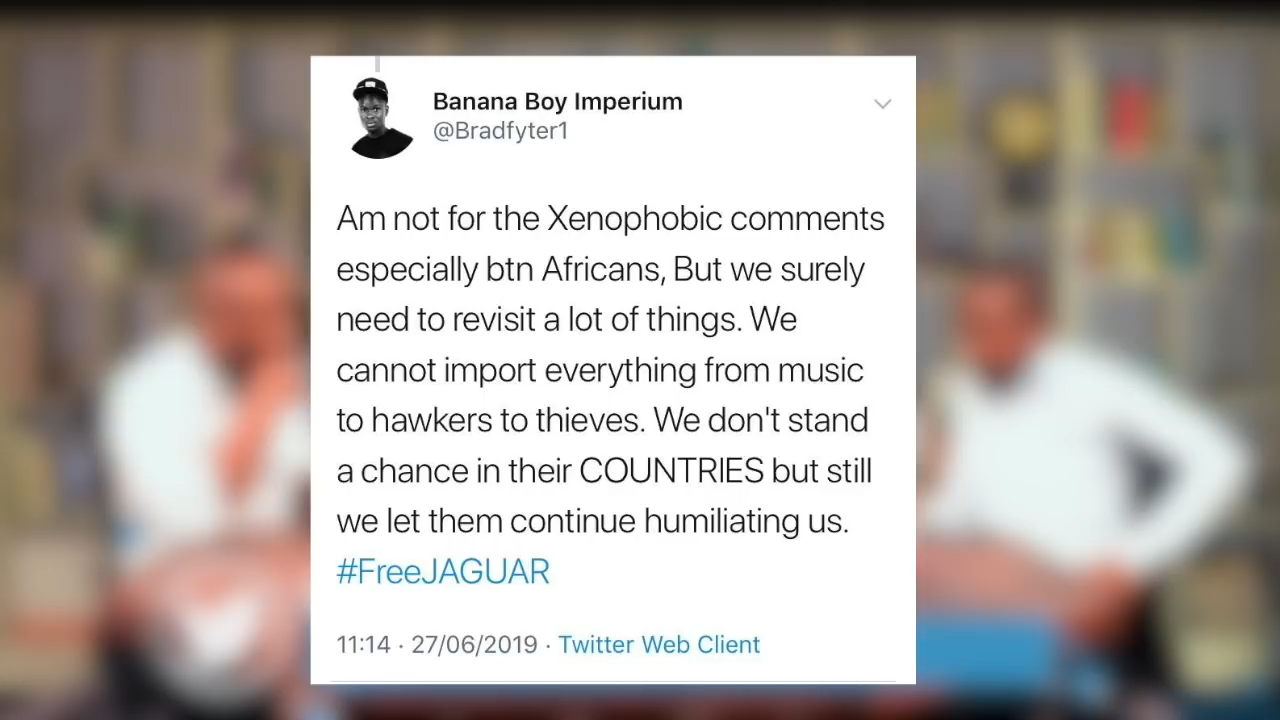 Banana Boy Imperium
@Bradfyter1
Am not for the Xenophobic comments
especially btn Africans, But we surely
need to revisit a lot of things. We
cannot import everything from music
to hawkers to thieves. We don't stand
a chance in their COUNTRIES but still
we let them continue humiliating us.
#FreeJAGUAR
11:14 · 27/06/2019 · Twitter Web Client